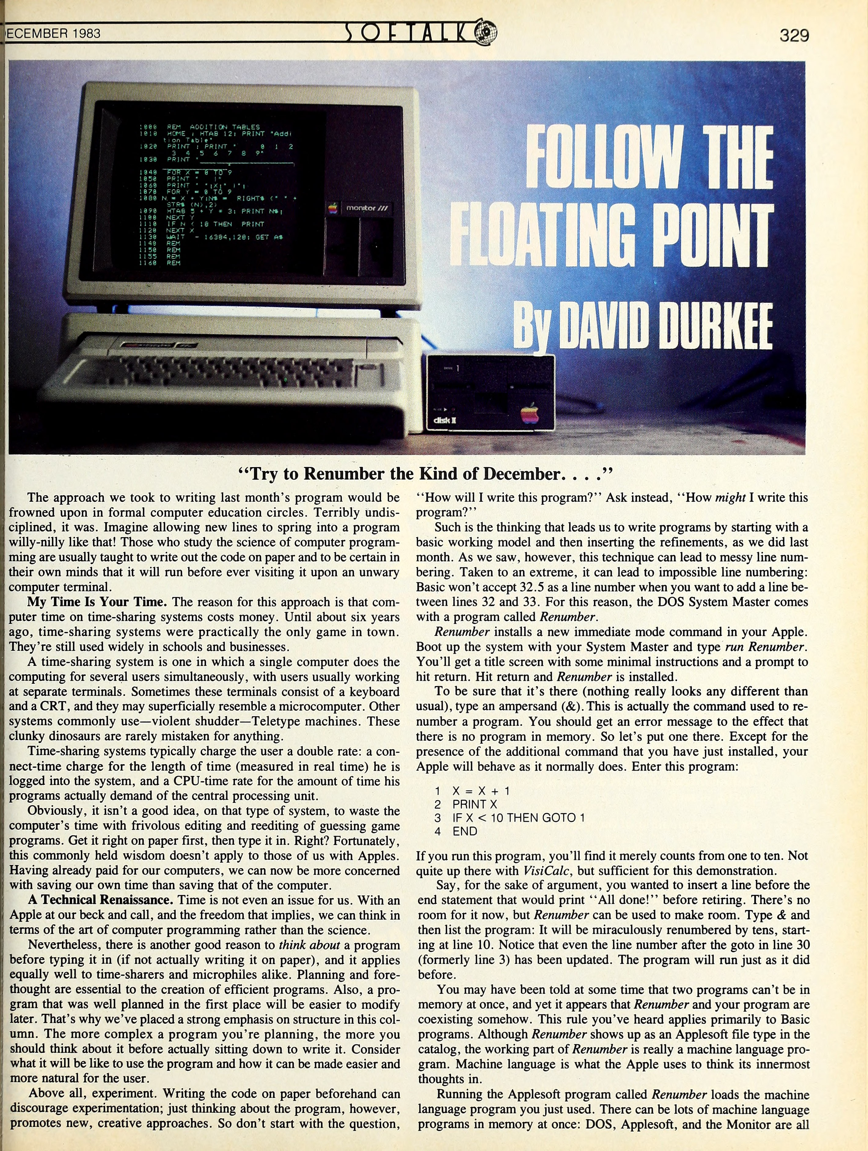 DECEMBER 1983
SOFTALK
329
1000 REM ADDITION TABLES
1010 HOME : HTAB 12: PRINT "Addi
tion Table"
1020 PRINT : PRINT " 0 1 2
3 4 5 6 7 8 9"
1030 PRINT "
1040 FOR X = 0 TO 9
1050 PRINT " !"
1060 PRINT " "
1070 FOR Y = 0 TO 9
1080 N = X + Y:N$ = RIGHT$ (" " +
STR$ (N),2)
1090 HTAB 5 + Y * 3: PRINT N$;
1100 NEXT Y
1110 IF N < 18 THEN PRINT
1120 NEXT X
1130 WAIT - 16384,128: GET A$
1140 REM
1150 REM
1155 REM
1160 REM
monitor ///
disk II
FOLLOW THE
FLOATING POINT
By DAVID DURKEE
“Try to Renumber the Kind of December. . . .”
The approach we took to writing last month's program would be
frowned upon in formal computer education circles. Terribly undis-
ciplined, it was. Imagine allowing new lines to spring into a program
willy-nilly like that! Those who study the science of computer program-
ming are usually taught to write out the code on paper and to be certain in
their own minds that it will run before ever visiting it upon an unwary
computer terminal.
My Time Is Your Time. The reason for this approach is that com-
puter time on time-sharing systems costs money. Until about six years
ago, time-sharing systems were practically the only game in town.
They're still used widely in schools and businesses.
A time-sharing system is one in which a single computer does the
computing for several users simultaneously, with users usually working
at separate terminals. Sometimes these terminals consist of a keyboard
and a CRT, and they may superficially resemble a microcomputer. Other
systems commonly use—violent shudder—Teletype machines. These
clunky dinosaurs are rarely mistaken for anything.
Time-sharing systems typically charge the user a double rate: a con-
nect-time charge for the length of time (measured in real time) he is
logged into the system, and a CPU-time rate for the amount of time his
programs actually demand of the central processing unit.
Obviously, it isn't a good idea, on that type of system, to waste the
computer's time with frivolous editing and reediting of guessing game
programs. Get it right on paper first, then type it in. Right? Fortunately,
this commonly held wisdom doesn't apply to those of us with Apples.
Having already paid for our computers, we can now be more concerned
with saving our own time than saving that of the computer.
A Technical Renaissance. Time is not even an issue for us. With an
Apple at our beck and call, and the freedom that implies, we can think in
terms of the art of computer programming rather than the science.
Nevertheless, there is another good reason to think about a program
before typing it in (if not actually writing it on paper), and it applies
equally well to time-sharers and microphiles alike. Planning and fore-
thought are essential to the creation of efficient programs. Also, a pro-
gram that was well planned in the first place will be easier to modify
later. That's why we've placed a strong emphasis on structure in this col-
umn. The more complex a program you're planning, the more you
should think about it before actually sitting down to write it. Consider
what it will be like to use the program and how it can be made easier and
more natural for the user.
Above all, experiment. Writing the code on paper beforehand can
discourage experimentation; just thinking about the program, however,
promotes new, creative approaches. So don't start with the question,
“How will I write this program?” Ask instead, “How might I write this
program?”
Such is the thinking that leads us to write programs by starting with a
basic working model and then inserting the refinements, as we did last
month. As we saw, however, this technique can lead to messy line num-
bering. Taken to an extreme, it can lead to impossible line numbering:
Basic won't accept 32.5 as a line number when you want to add a line be-
tween lines 32 and 33. For this reason, the DOS System Master comes
with a program called Renumber.
Renumber installs a new immediate mode command in your Apple.
Boot up the system with your System Master and type run Renumber.
You'll get a title screen with some minimal instructions and a prompt to
hit return. Hit return and Renumber is installed.
To be sure that it's there (nothing really looks any different than
usual), type an ampersand (&). This is actually the command used to re-
number a program. You should get an error message to the effect that
there is no program in memory. So let's put one there. Except for the
presence of the additional command that you have just installed, your
Apple will behave as it normally does. Enter this program:
1 X = X + 1
2 PRINT X
3 IF X < 10 THEN GOTO 1
4 END
If you run this program, you'll find it merely counts from one to ten. Not
quite up there with VisiCalc, but sufficient for this demonstration.
Say, for the sake of argument, you wanted to insert a line before the
end statement that would print “All done!” before retiring. There's no
room for it now, but Renumber can be used to make room. Type & and
then list the program: It will be miraculously renumbered by tens, start-
ing at line 10. Notice that even the line number after the goto in line 30
(formerly line 3) has been updated. The program will run just as it did
before.
You may have been told at some time that two programs can't be in
memory at once, and yet it appears that Renumber and your program are
coexisting somehow. This rule you've heard applies primarily to Basic
programs. Although Renumber shows up as an Applesoft file type in the
catalog, the working part of Renumber is really a machine language pro-
gram. Machine language is what the Apple uses to think its innermost
thoughts in.
Running the Applesoft program called Renumber loads the machine
language program you just used. There can be lots of machine language
programs in memory at once: DOS, Applesoft, and the Monitor are all